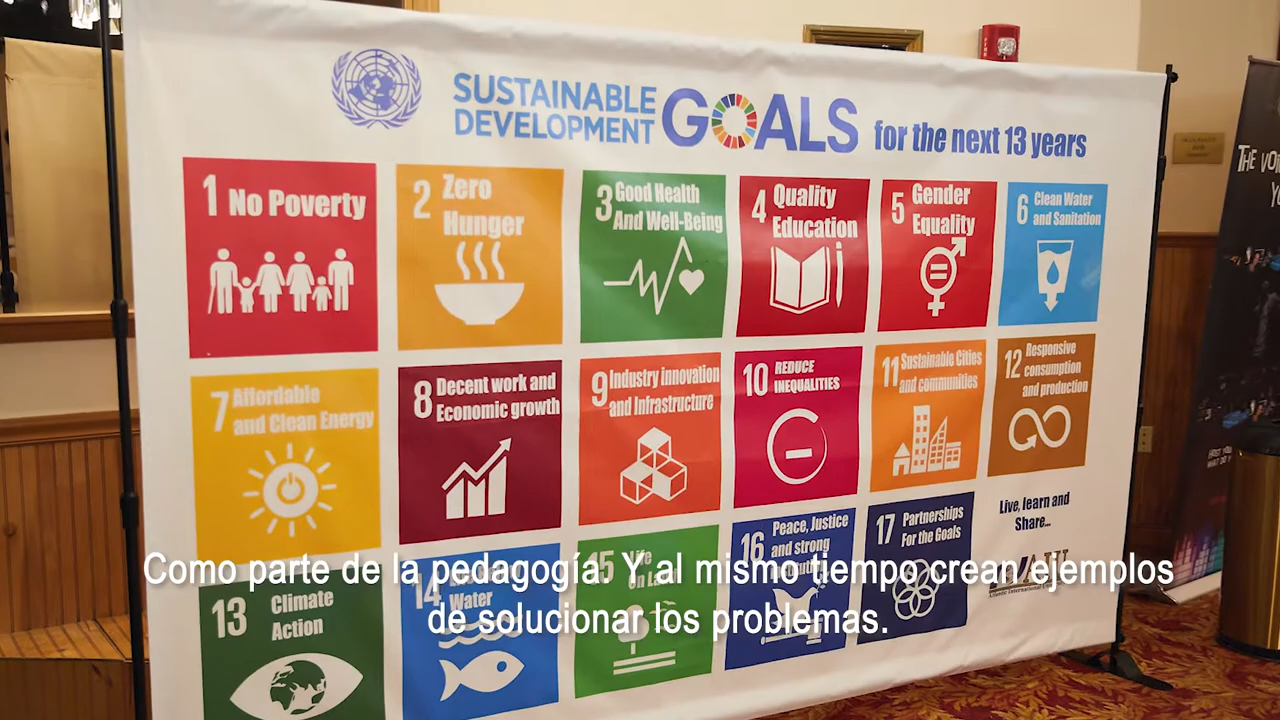 SUSTAINABLE
DEVELOPMENT
GOALS
for the next 13 years
1 No Poverty
2 Zero
Hunger
3 Good Health
And Well-Being
4 Quality
Education
5 Gender
Equality
6 Clean Water
and Sanitation
7 Affordable
and Clean Energy
8 Decent work and
Economic growth
9 Industry innovation
and Infrastructure
10 REDUCE
INEQUALITIES
11 Sustainable Cities
and communities
12 Responsive
consumption
and production
13 Climate
Action
14
Water
15 Life
on
16 Peace, Justice
and strong
17 Partnerships
For the Goals
Live, learn and
Share...
Como parte de la pedagogía. Y al mismo tiempo crean ejemplos
de solucionar los problemas.
THE